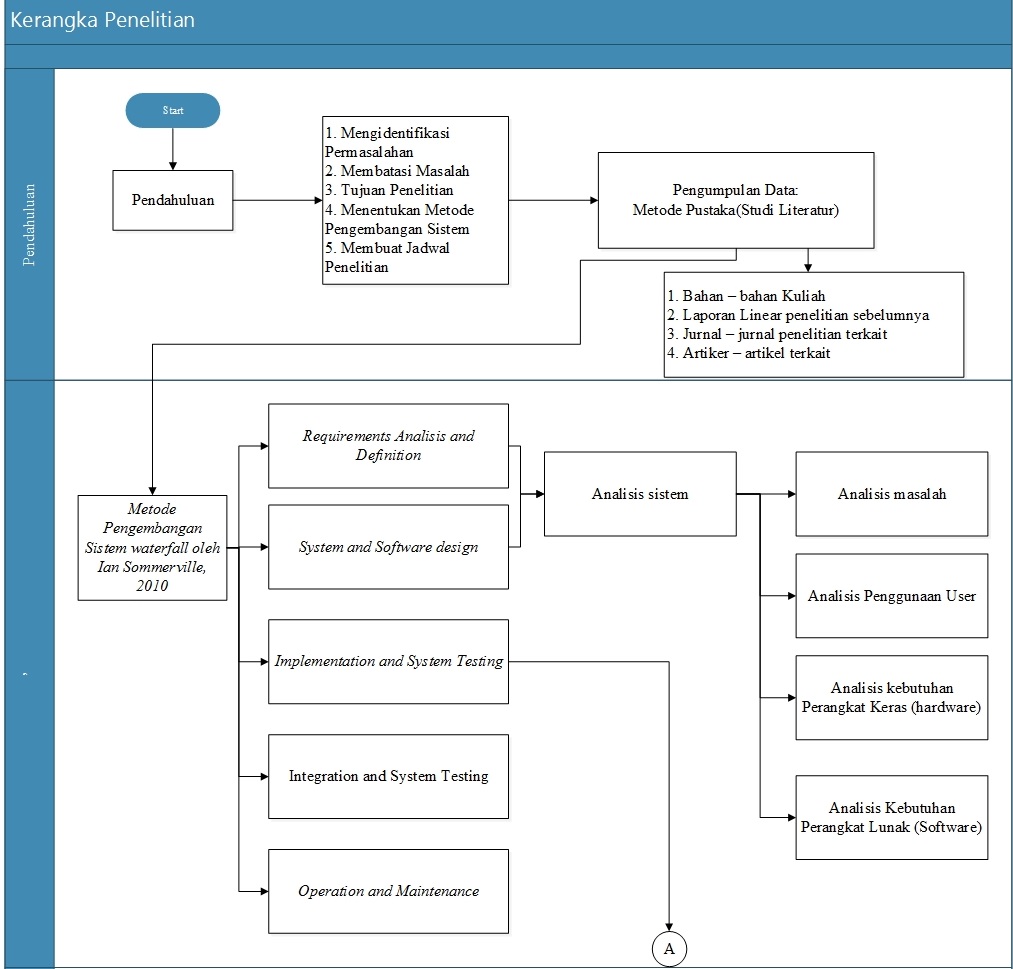 Kerangka Penelitian
Pendahuluan
Start
Pendahuluan
1. Mengidentifikasi
Permasalahan
2. Membatasi Masalah
3. Tujuan Penelitian
4. Menentukan Metode
Pengembangan Sistem
5. Membuat Jadwal
Penelitian
Pengumpulan Data:
Metode Pustaka(Studi Literatur)
1. Bahan – bahan Kuliah
2. Laporan Linear penelitian sebelumnya
3. Jurnal – jurnal penelitian terkait
4. Artiker – artikel terkait
Metode
Pengembangan
Sistem waterfall oleh
Ian Sommerville,
2010
Requirements Analisis and
Definition
System and Software design
Implementation and System Testing
Integration and System Testing
Operation and Maintenance
Analisis sistem
Analisis masalah
Analisis Penggunaan User
Analisis kebutuhan
Perangkat Keras (hardware)
Analisis Kebutuhan
Perangkat Lunak (Software)
A